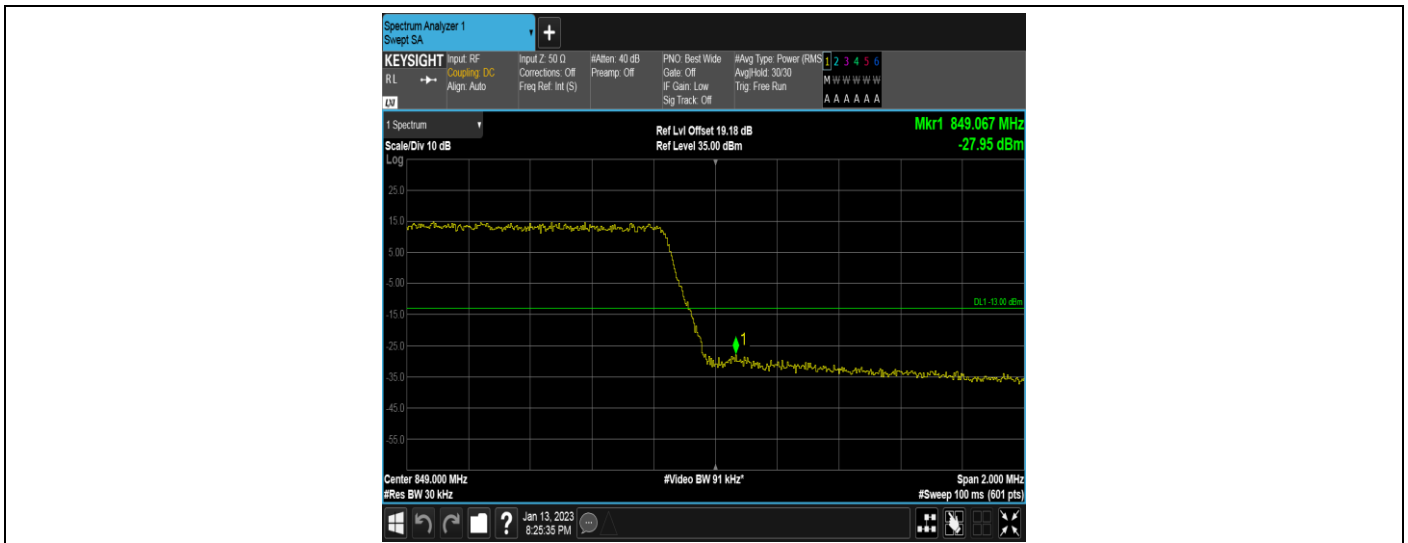 Spectrum Analyzer 1
Swept SA
+
KEYSIGHT
RL
LXI
Input: RF
Coupling: DC
Align: Auto
Input Z: 50 Ω
Corrections: Off
Freq Ref: Int (S)
#Atten: 40 dB
Preamp: Off
PNO: Best Wide
Gate: Off
IF Gain: Low
Sig Track: Off
#Avg Type: Power (RMS
Avg|Hold: 30/30
Trig: Free Run
1 2 3 4 5 6
M W W W W W
A A A A A A
1 Spectrum
Scale/Div 10 dB
Ref Lvl Offset 19.18 dB
Ref Level 35.00 dBm
Mkr1 849.067 MHz
-27.95 dBm
Log
25.0
15.0
5.00
-5.00
DL1 -13.00 dBm
-15.0
1
-25.0
-35.0
-45.0
-55.0
Center 849.000 MHz
#Video BW 91 kHz*
Span 2.000 MHz
#Res BW 30 kHz
#Sweep 100 ms (601 pts)
?
Jan 13, 2023
8:25:35 PM